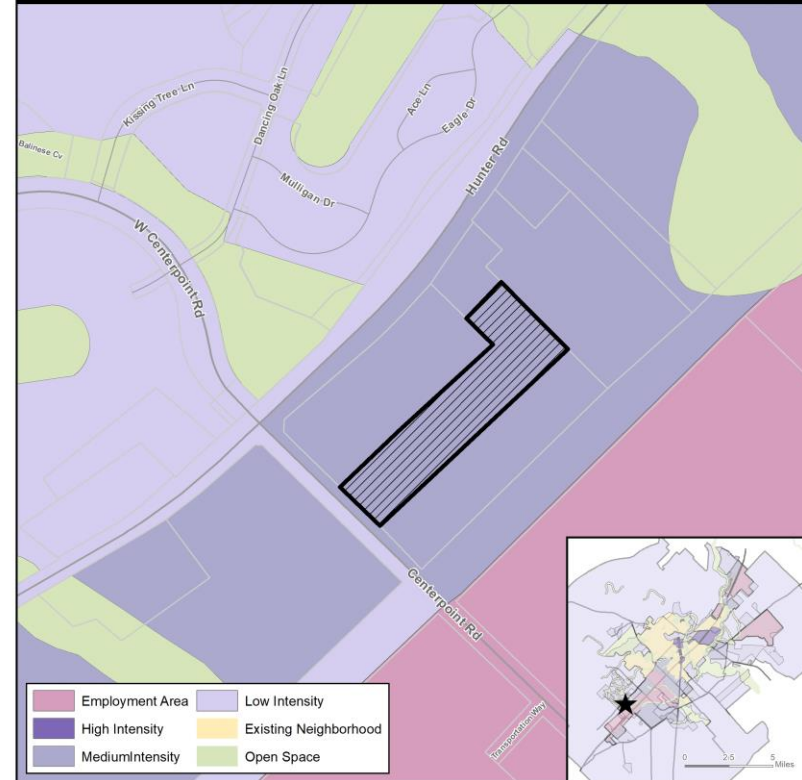 Kissing Tree Ln
Dancing Oak Ln
Ace Ln
Eagle Dr
Balinese Cv
Mulligan Dr
Hunter Rd
W Centerpoint Rd
Centerpoint Rd
Transportation Way
Employment Area
Low Intensity
High Intensity
Existing Neighborhood
MediumIntensity
Open Space
0 2.5 5
Miles